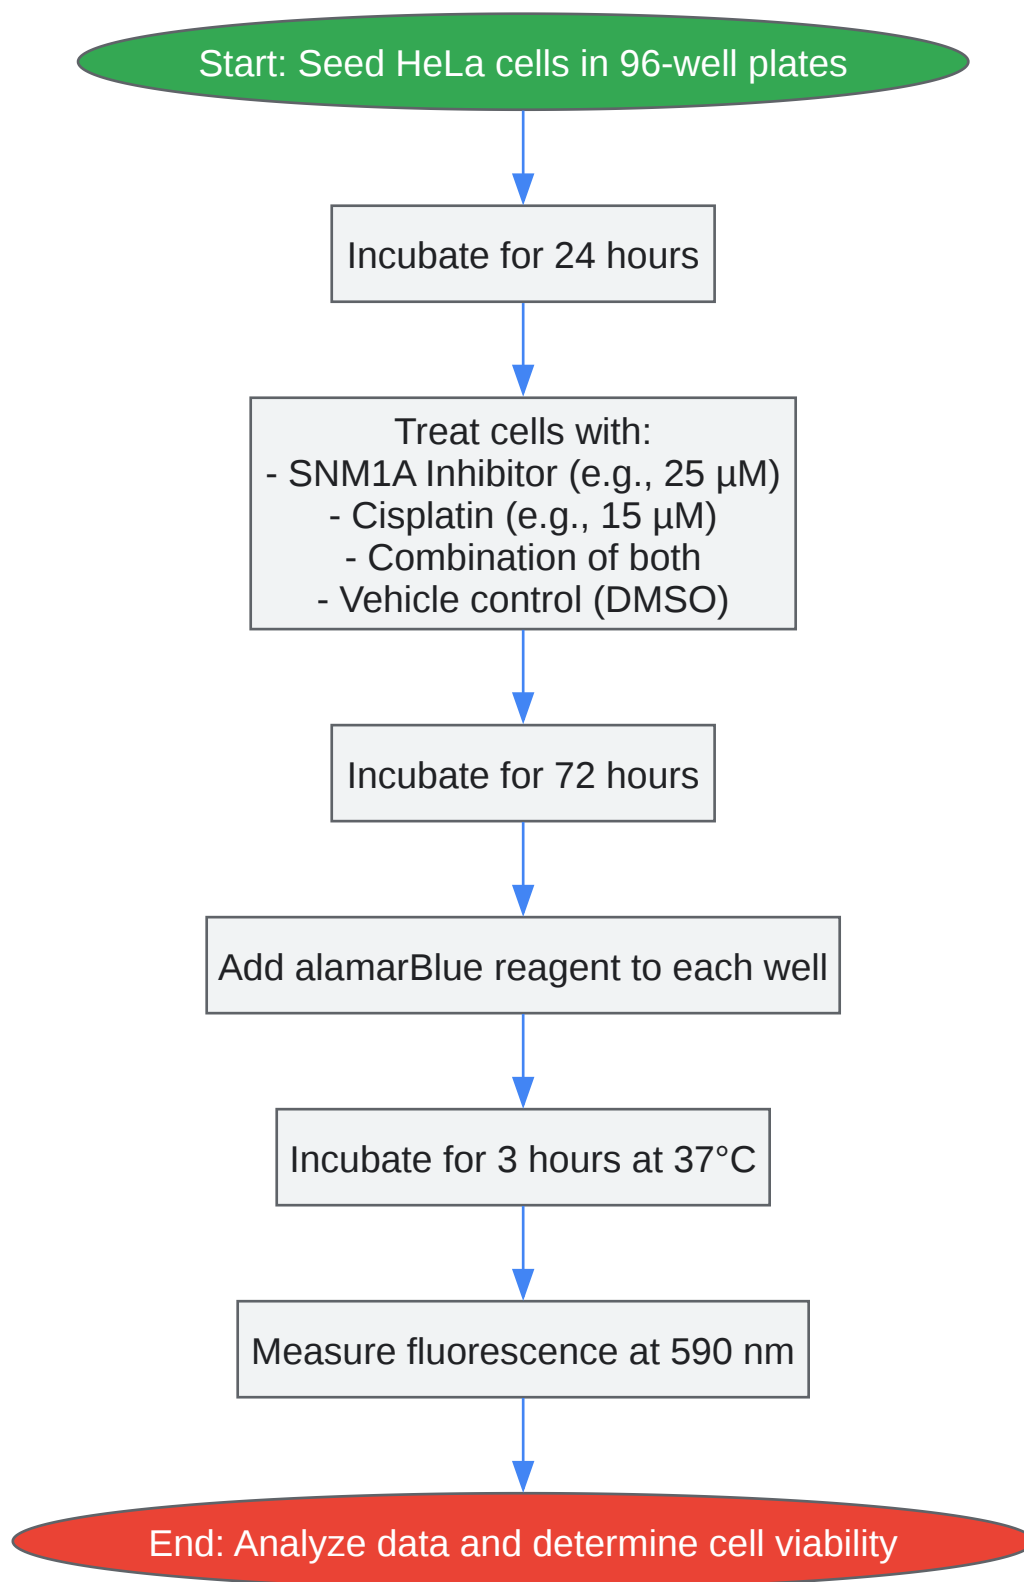 Start: Seed HeLa cells in 96-well plates
Incubate for 24 hours
Treat cells with:
- SNM1A Inhibitor (e.g., 25 µM)
- Cisplatin (e.g., 15 µM)
- Combination of both
- Vehicle control (DMSO)
Incubate for 72 hours
Add alamarBlue reagent to each well
Incubate for 3 hours at 37°C
Measure fluorescence at 590 nm
End: Analyze data and determine cell viability